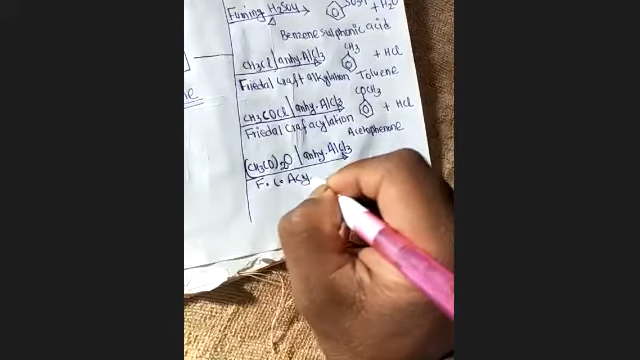 Fuming H2SO4 SO3H + H2O
Benzene sulphonic acid
CH3Cl | anhy. AlCl3 CH3 + HCl
Friedal Craft alkylation Toluene
CH3COCl | anhy. AlCl3 COCH3 + HCl
Friedal Craf acylation Acetophenone
(CH3CO)2O | anhy. AlCl3
F. C. Acy